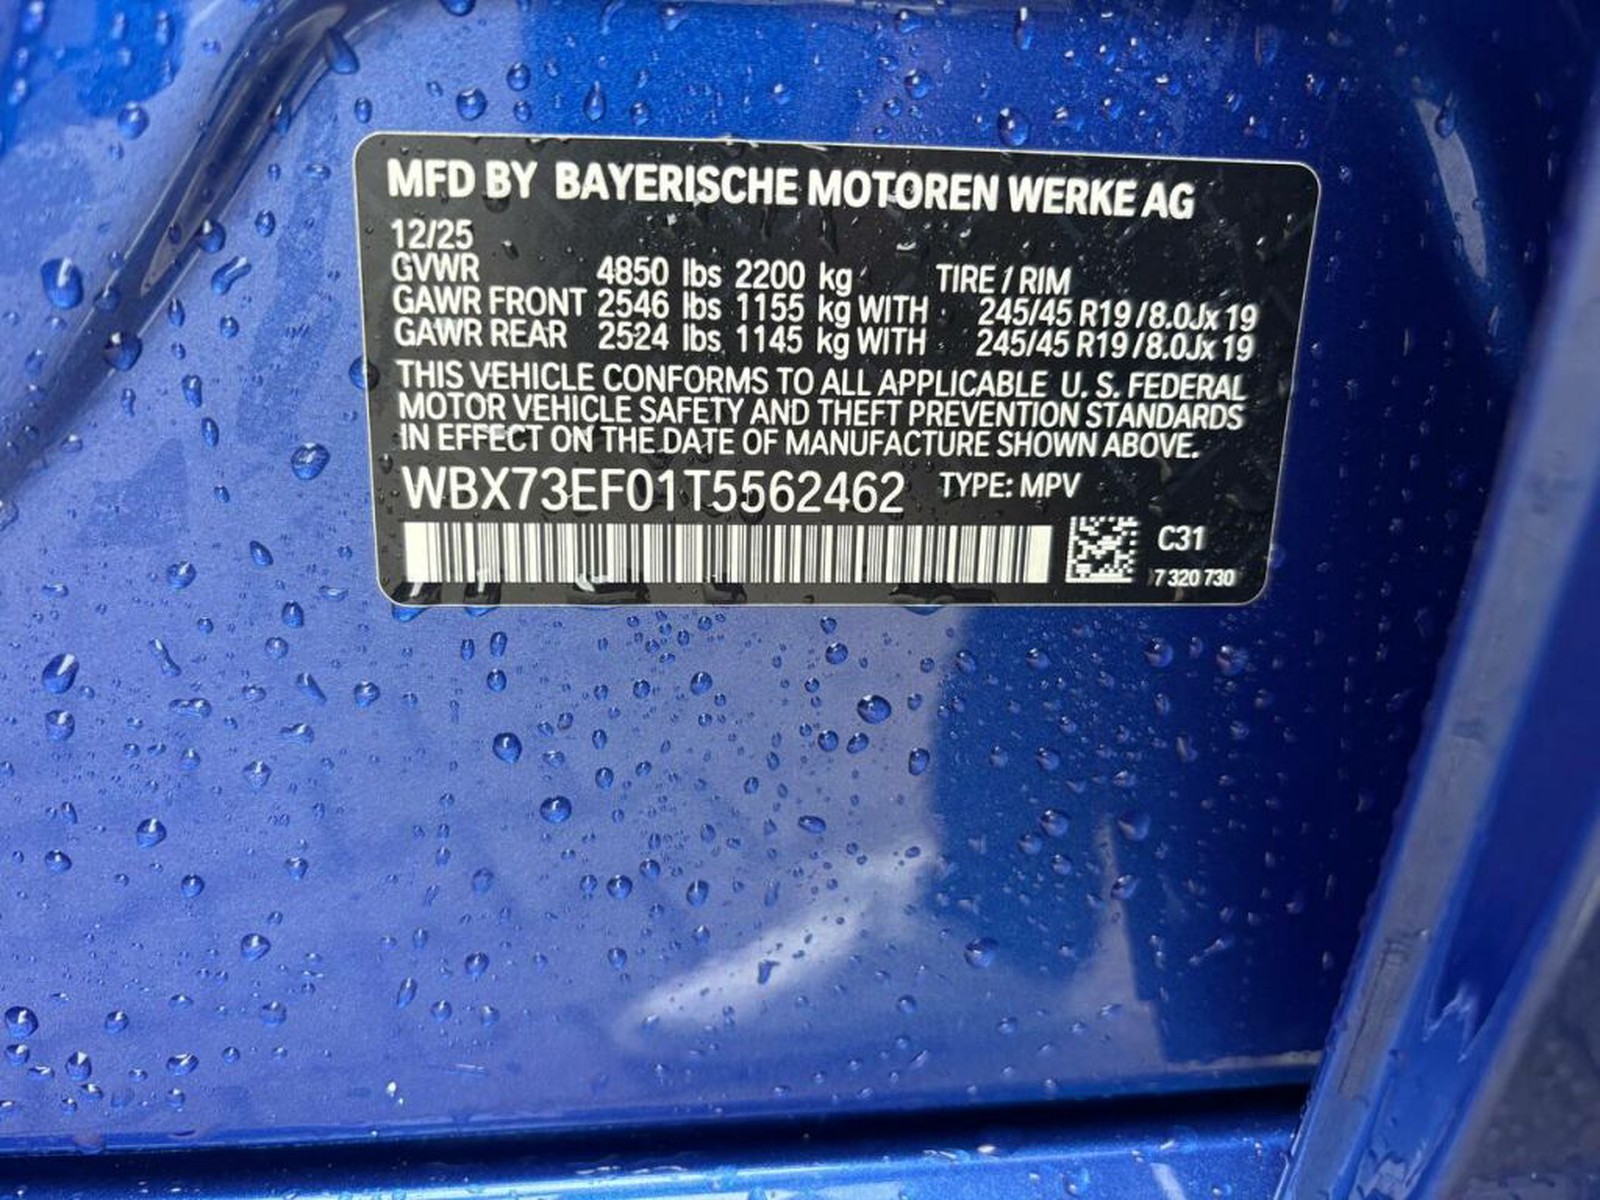 MFD BY BAYERISCHE MOTOREN WERKE AG
12/25
GVWR 4850 lbs 2200 kg TIRE / RIM
GAWR FRONT 2546 lbs 1155 kg WITH 245/45 R19 /8.0Jx 19
GAWR REAR 2524 lbs 1145 kg WITH 245/45 R19 /8.0Jx 19
THIS VEHICLE CONFORMS TO ALL APPLICABLE U. S. FEDERAL
MOTOR VEHICLE SAFETY AND THEFT PREVENTION STANDARDS
IN EFFECT ON THE DATE OF MANUFACTURE SHOWN ABOVE.
WBX73EF01T5562462 TYPE: MPV
C31
7 320 730